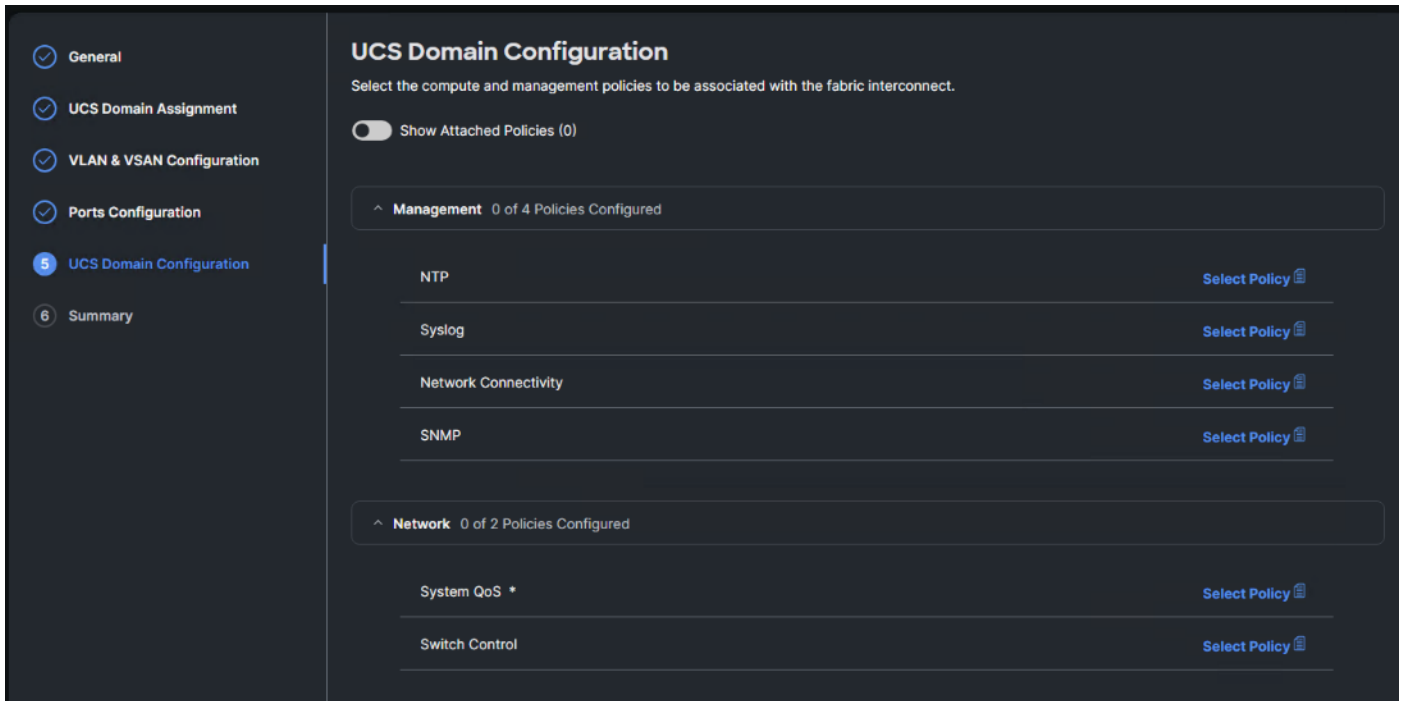 General
UCS Domain Assignment
VLAN & VSAN Configuration
Ports Configuration
5 UCS Domain Configuration
6 Summary
UCS Domain Configuration
Select the compute and management policies to be associated with the fabric interconnect.
Show Attached Policies (0)
Management 0 of 4 Policies Configured
NTP Select Policy
Syslog Select Policy
Network Connectivity Select Policy
SNMP Select Policy
Network 0 of 2 Policies Configured
System QoS * Select Policy
Switch Control Select Policy